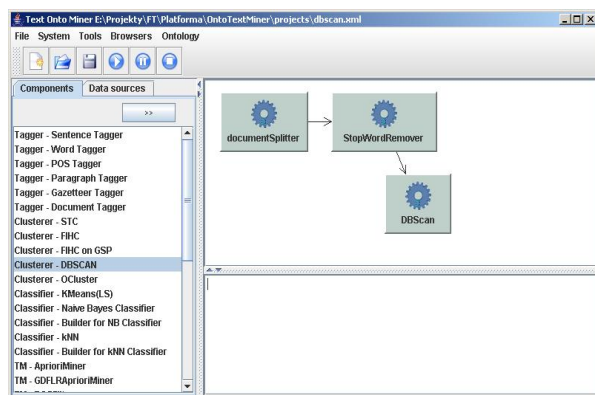 Text Onto Miner E:\Projekty\FT\Platforma\OntoTextMiner\projects\dbscan.xml
File System Tools Browsers Ontology
Components Data sources
>>
Tagger - Sentence Tagger
Tagger - Word Tagger
Tagger - POS Tagger
Tagger - Paragraph Tagger
Tagger - Gazetteer Tagger
Tagger - Document Tagger
Clusterer - STC
Clusterer - FIHC
Clusterer - FIHC on GSP
Clusterer - DBSCAN
Clusterer - OCluster
Classifier - KMeans(LS)
Classifier - Naive Bayes Classifier
Classifier - Builder for NB Classifier
Classifier - kNN
Classifier - Builder for kNN Classifier
TM - AprioriMiner
TM - GDFLRAprioriMiner
documentSplitter StopWordRemover
DBScan